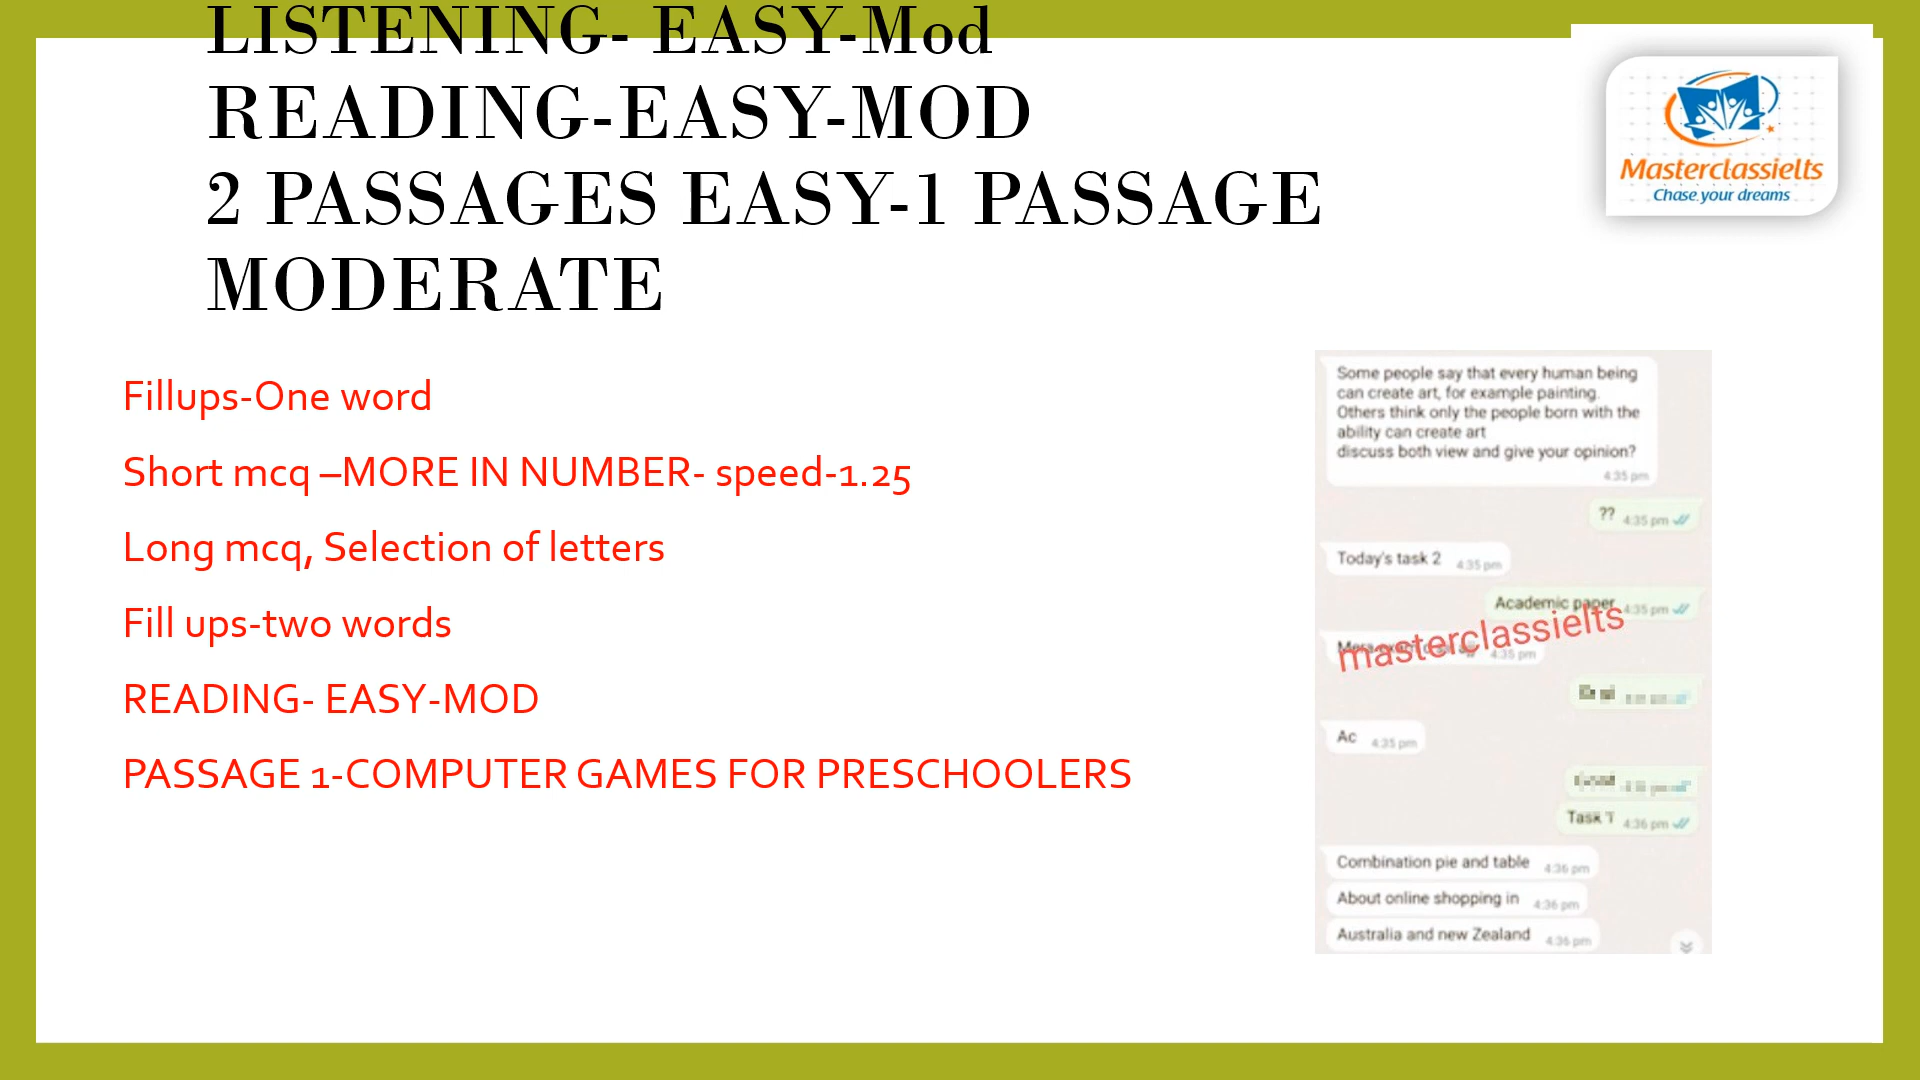 LISTENING- EASY-Mod
READING-EASY-MOD
2 PASSAGES EASY-1 PASSAGE
MODERATE
Masterclassielts
Chase your dreams
Fillups-One word
Short mcq –MORE IN NUMBER- speed-1.25
Long mcq, Selection of letters
Fill ups-two words
READING- EASY-MOD
PASSAGE 1-COMPUTER GAMES FOR PRESCHOOLERS
Some people say that every human being
can create art, for example painting.
Others think only the people born with the
ability can create art
discuss both view and give your opinion?
4:35 pm
?? 4:35 pm
Today's task 2 4:35 pm
Academic paper 4:35 pm
masterclassielts
4:35 pm
Ac 4:35 pm
Task 1 4:36 pm
Combination pie and table 4:36 pm
About online shopping in 4:36 pm
Australia and new Zealand 4:36 pm